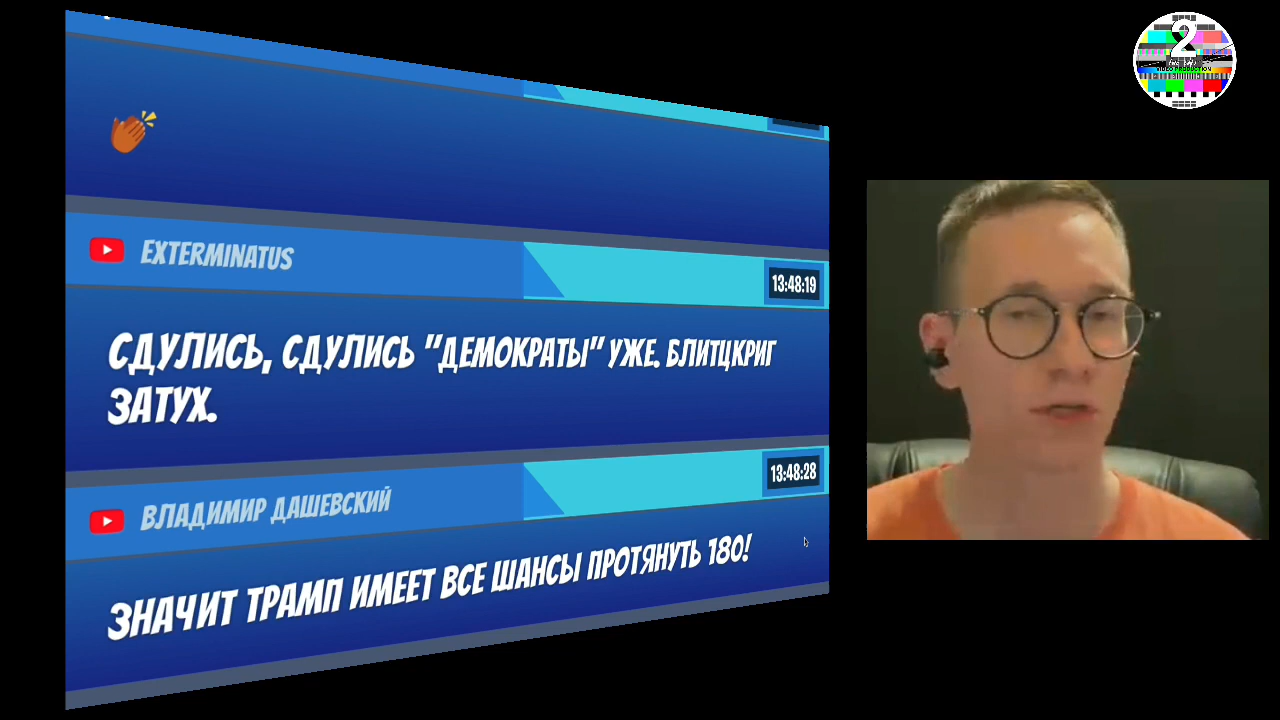 EXTERMINATUS
13:48:19
СДУЛИСЬ, СДУЛИСЬ "ДЕМОКРАТЫ" УЖЕ. БЛИТЦКРИГ
ЗАТУХ.
ВЛАДИМИР ДАШЕВСКИЙ
13:48:28
ЗНАЧИТ ТРАМП ИМЕЕТ ВСЕ ШАНСЫ ПРОТЯНУТЬ 180!
2